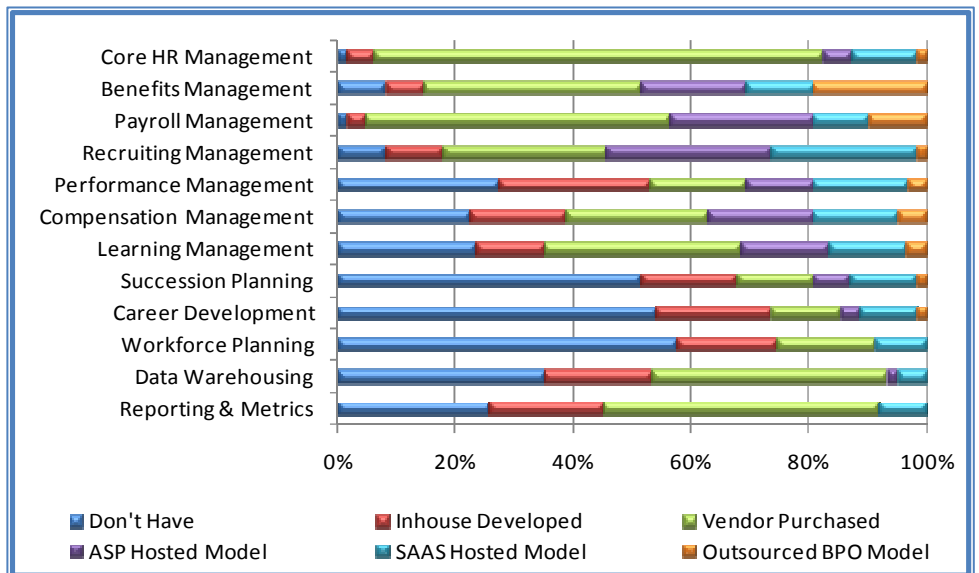 Core HR Management
Benefits Management
Payroll Management
Recruiting Management
Performance Management
Compensation Management
Learning Management
Succession Planning
Career Development
Workforce Planning
Data Warehousing
Reporting & Metrics
0% 20% 40% 60% 80% 100%
Don't Have Inhouse Developed Vendor Purchased
ASP Hosted Model SAAS Hosted Model Outsourced BPO Model